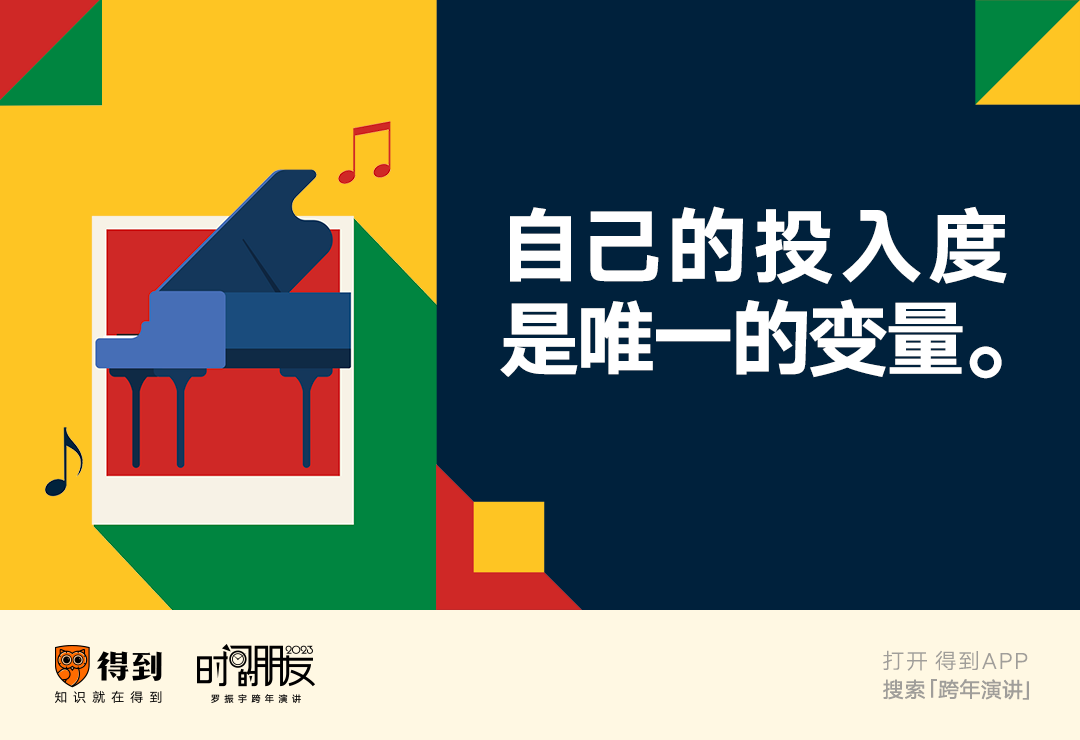 自己的投入度
是唯一的变量。
得到
知识就在得到
时间的朋友 2023
罗振宇跨年演讲
打开 得到APP
搜索「跨年演讲」